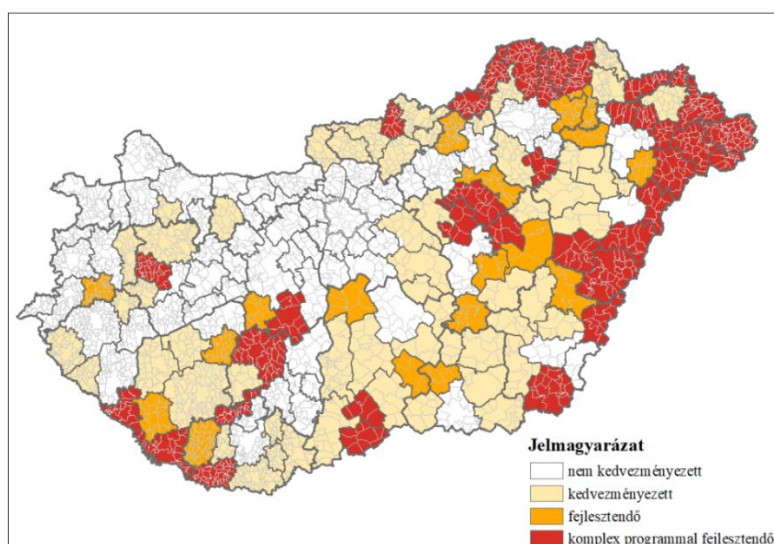 Jelmagyarázat
nem kedvezményezett
kedvezményezett
fejlesztendő
komplex programmal fejlesztendő